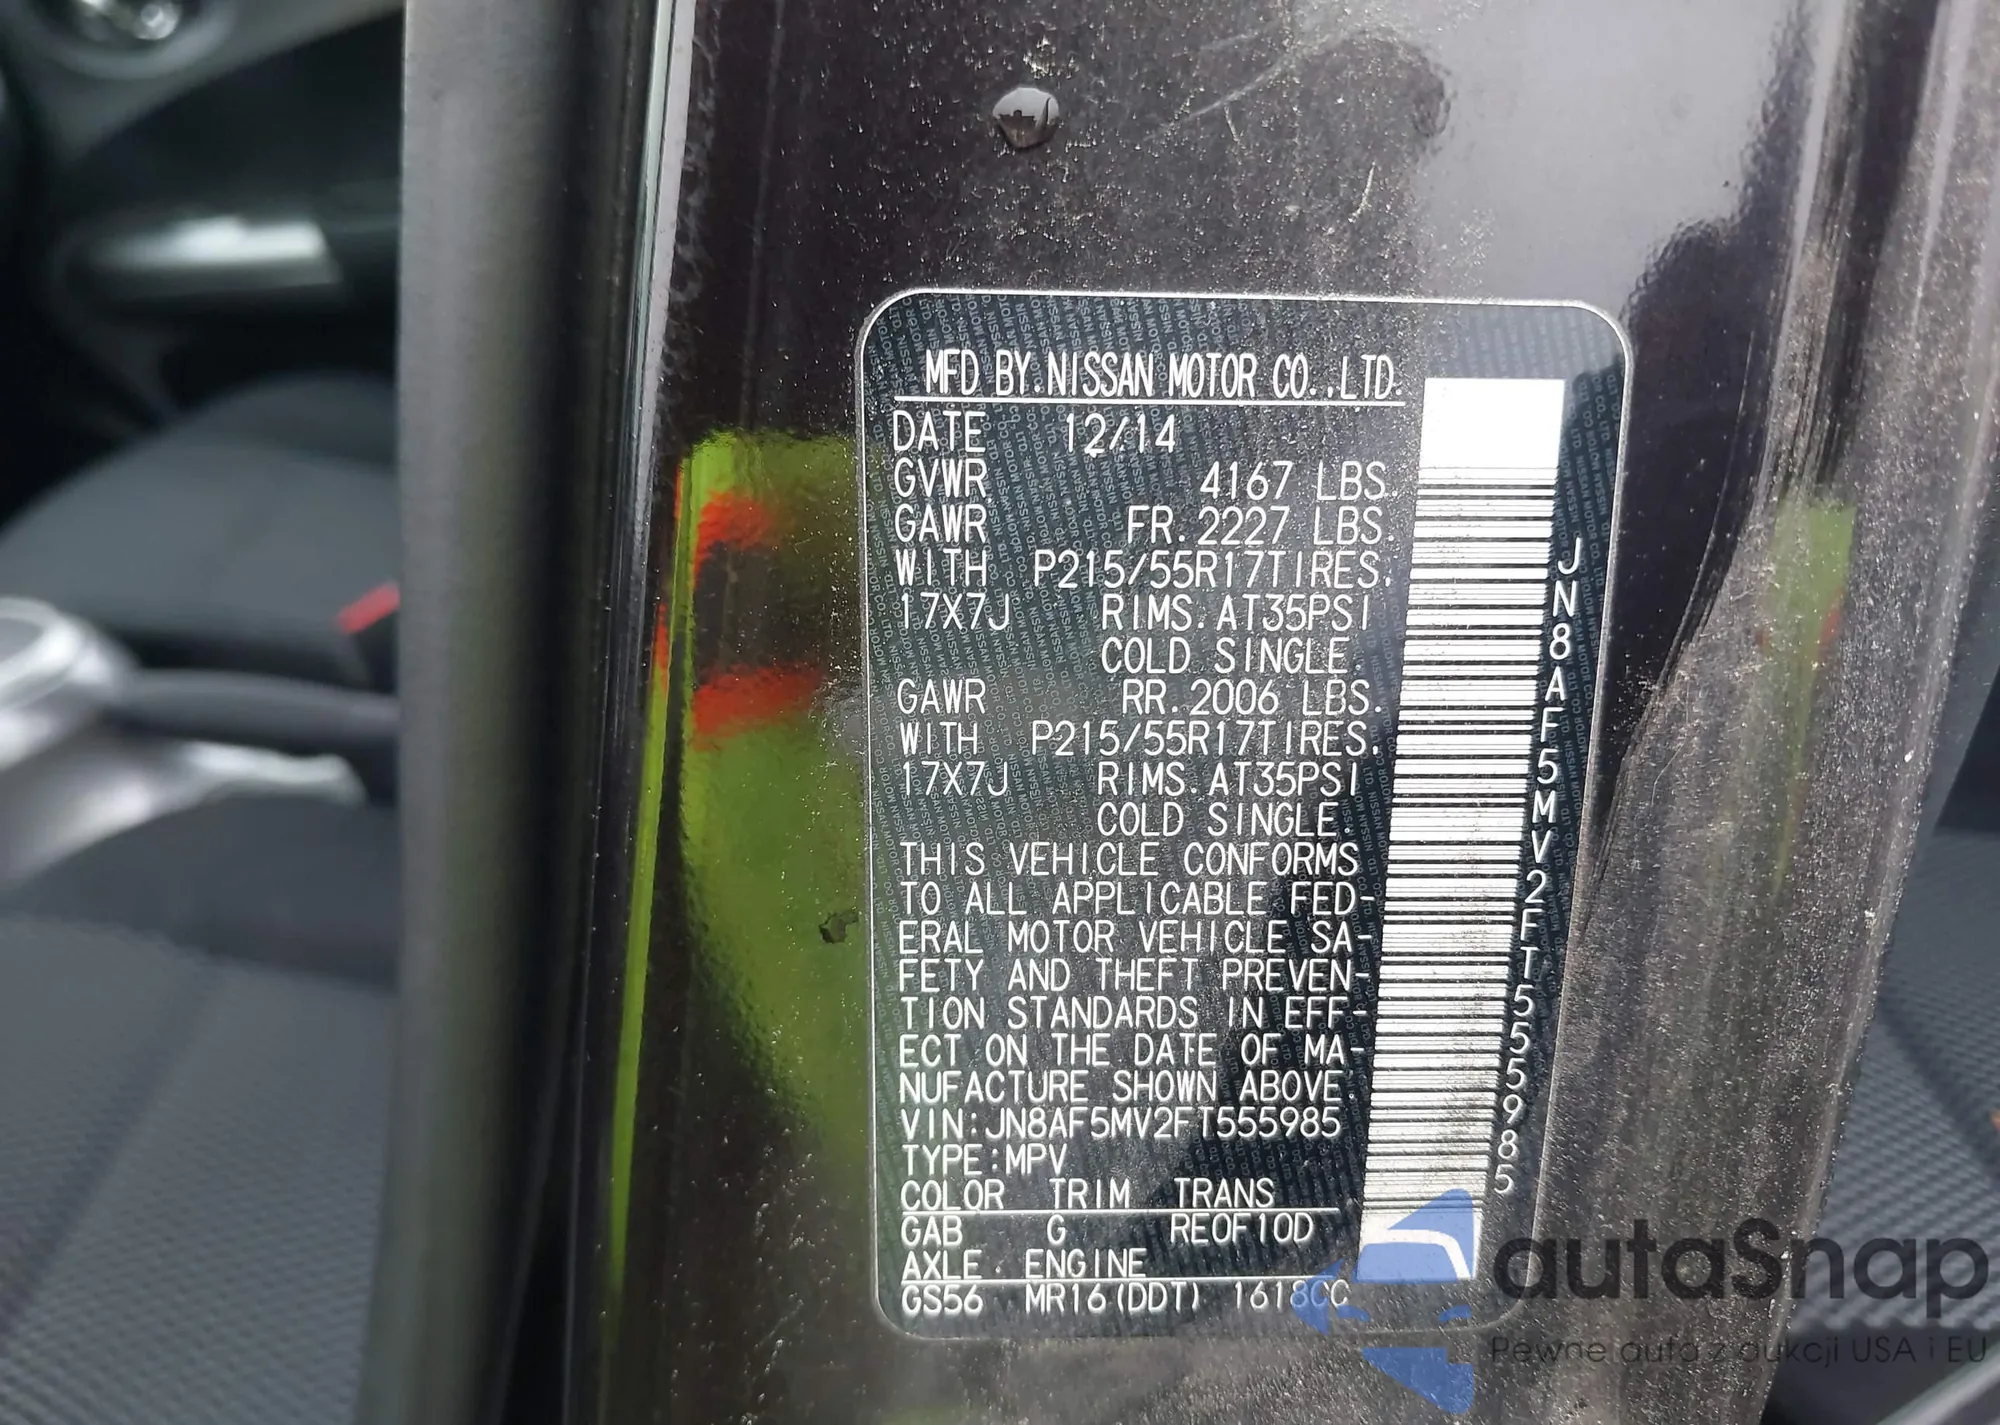 MFD BY.NISSAN MOTOR CO.,LTD.
DATE 12/14
GVWR 4167 LBS.
GAWR FR.2227 LBS.
WITH P215/55R17TIRES.
17X7J RIMS.AT35PSI
COLD SINGLE.
GAWR RR.2006 LBS.
WITH P215/55R17TIRES.
17X7J RIMS.AT35PSI
COLD SINGLE.
THIS VEHICLE CONFORMS
TO ALL APPLICABLE FED-
ERAL MOTOR VEHICLE SA-
FETY AND THEFT PREVEN-
TION STANDARDS IN EFF-
ECT ON THE DATE OF MA-
NUFACTURE SHOWN ABOVE.
VIN:JN8AF5MV2FT555985
TYPE:MPV
COLOR TRIM TRANS
GAB G RE0F10D
AXLE. ENGINE
GS56 MR16(DDT) 1618CC
JN8AF5MV2FT555985
autaSnap
Pewne auta z aukcji USA i EU